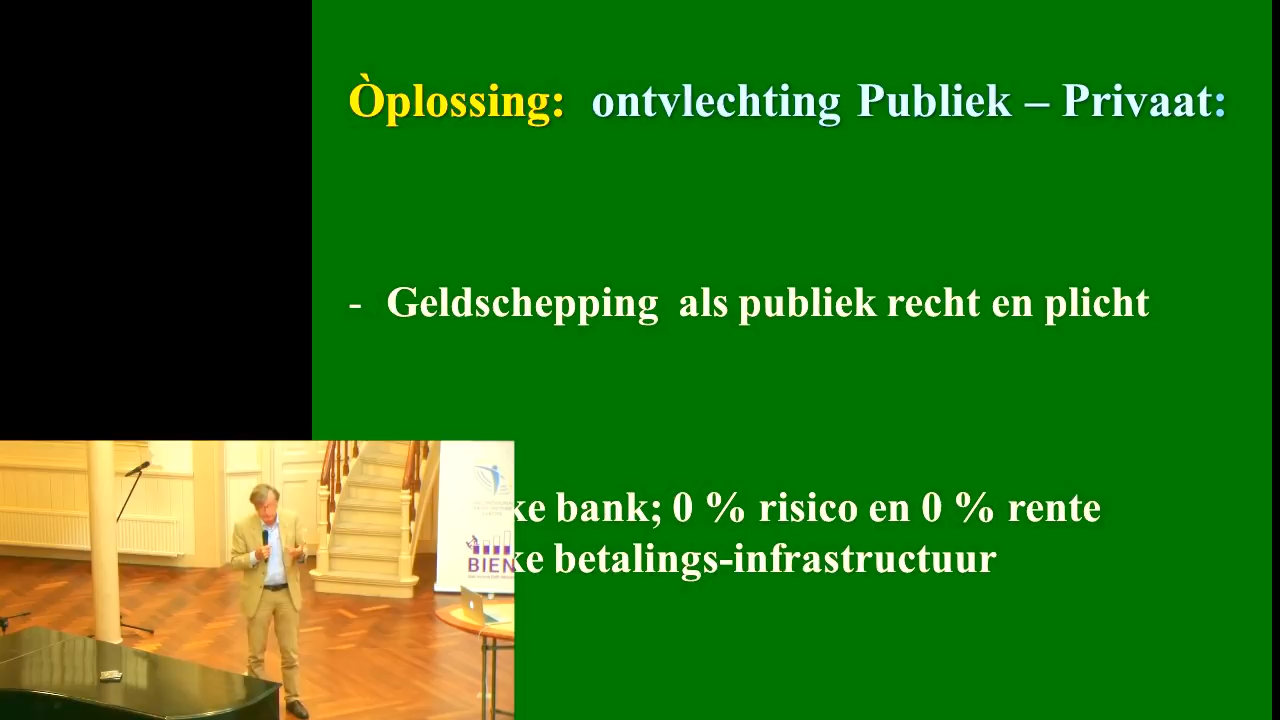 Òplossing: ontvlechting Publiek – Privaat:
- Geldschepping als publiek recht en plicht
ke bank; 0 % risico en 0 % rente
ke betalings-infrastructuur
BIEN